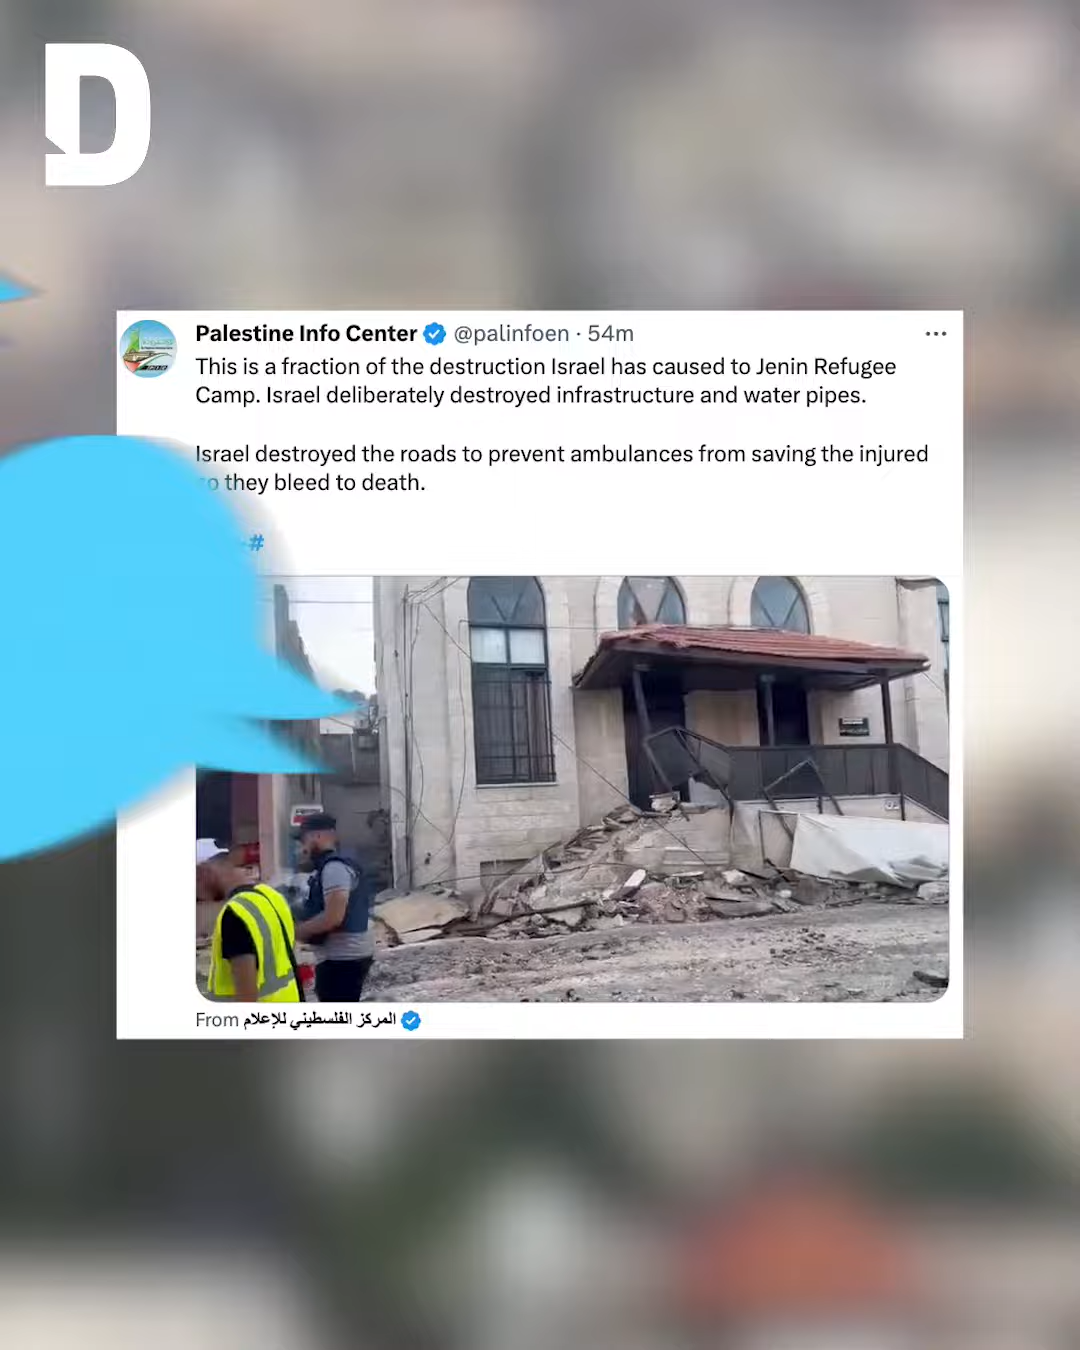 D
Palestine Info Center @palinfoen · 54m
This is a fraction of the destruction Israel has caused to Jenin Refugee
Camp. Israel deliberately destroyed infrastructure and water pipes.
Israel destroyed the roads to prevent ambulances from saving the injured
so they bleed to death.
#
From المركز الفلسطيني للإعلام